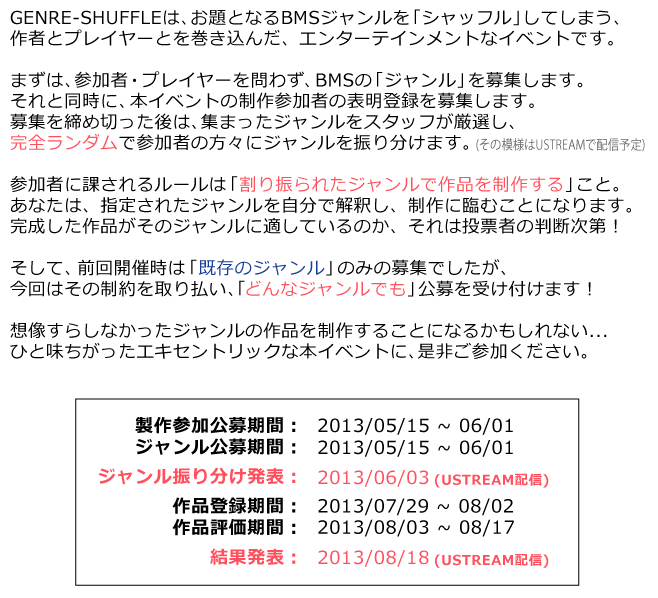 GENRE-SHUFFLEは、お題となるBMSジャンルを「シャッフル」してしまう、
作者とプレイヤーとを巻き込んだ、エンターテインメントなイベントです。
まずは、参加者・プレイヤーを問わず、BMSの「ジャンル」を募集します。
それと同時に、本イベントの制作参加者の表明登録を募集します。
募集を締め切った後は、集まったジャンルをスタッフが厳選し、
完全ランダムで参加者の方々にジャンルを振り分けます。(その模様はUSTREAMで配信予定)
参加者に課されるルールは「割り振られたジャンルで作品を制作する」こと。
あなたは、指定されたジャンルを自分で解釈し、制作に臨むことになります。
完成した作品がそのジャンルに適しているのか、それは投票者の判断次第！
そして、前回開催時は「既存のジャンル」のみの募集でしたが、
今回はその制約を取り払い、「どんなジャンルでも」公募を受け付けます！
想像すらしなかったジャンルの作品を制作することになるかもしれない...
ひと味ちがったエキセントリックな本イベントに、是非ご参加ください。
製作参加公募期間： 2013/05/15 ~ 06/01
ジャンル公募期間： 2013/05/15 ~ 06/01
ジャンル振り分け発表： 2013/06/03 (USTREAM配信)
作品登録期間： 2013/07/29 ~ 08/02
作品評価期間： 2013/08/03 ~ 08/17
結果発表： 2013/08/18 (USTREAM配信)